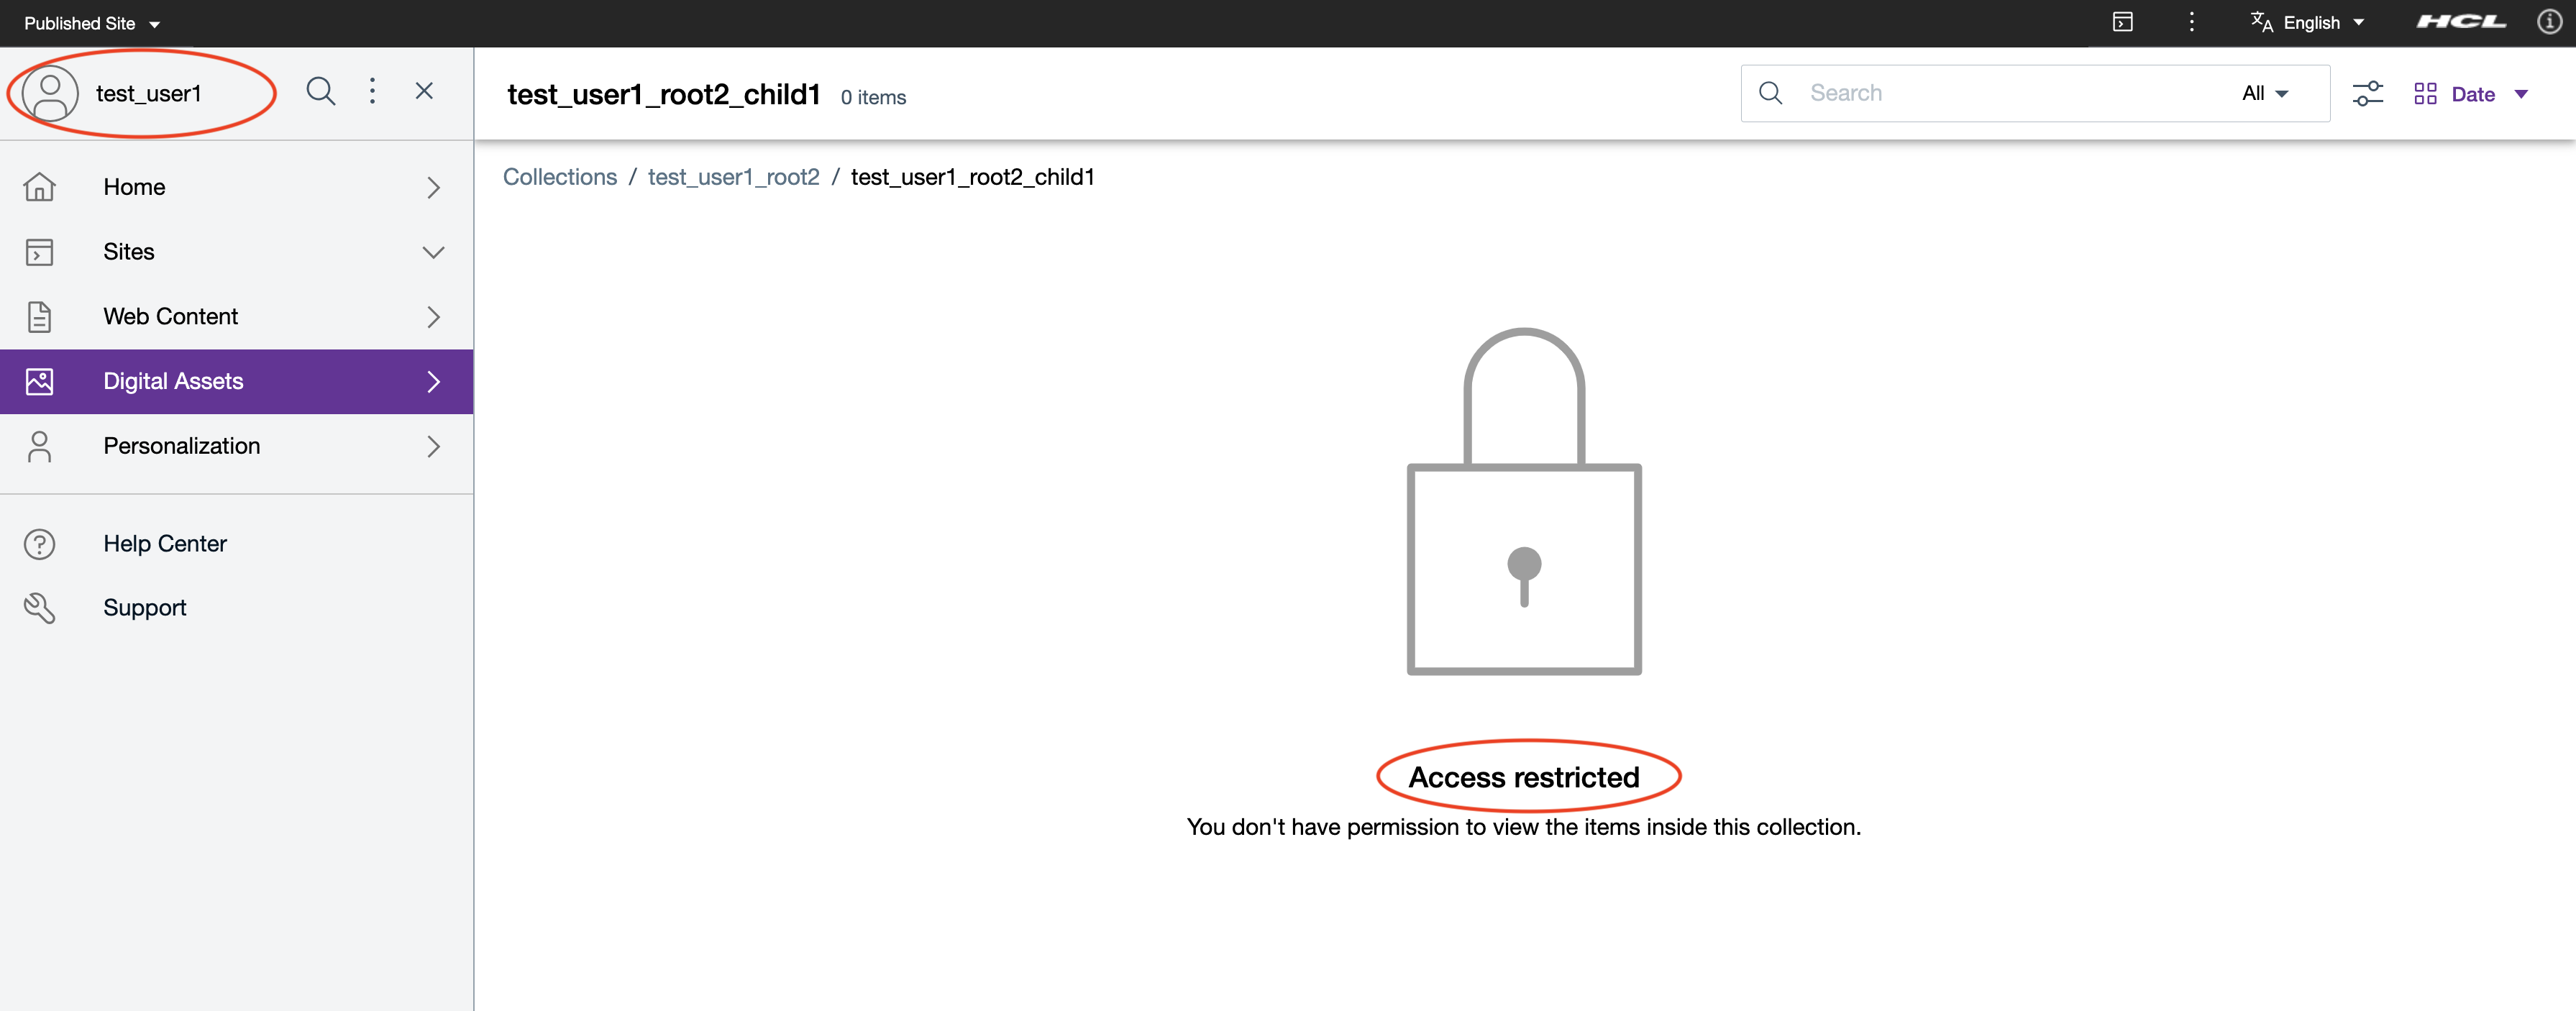 Published Site
English
HCL
test_user1
test_user1_root2_child1 0 items
Search
All
Date
Collections / test_user1_root2 / test_user1_root2_child1
Home
Sites
Web Content
Digital Assets
Personalization
Help Center
Support
Access restricted
You don't have permission to view the items inside this collection.